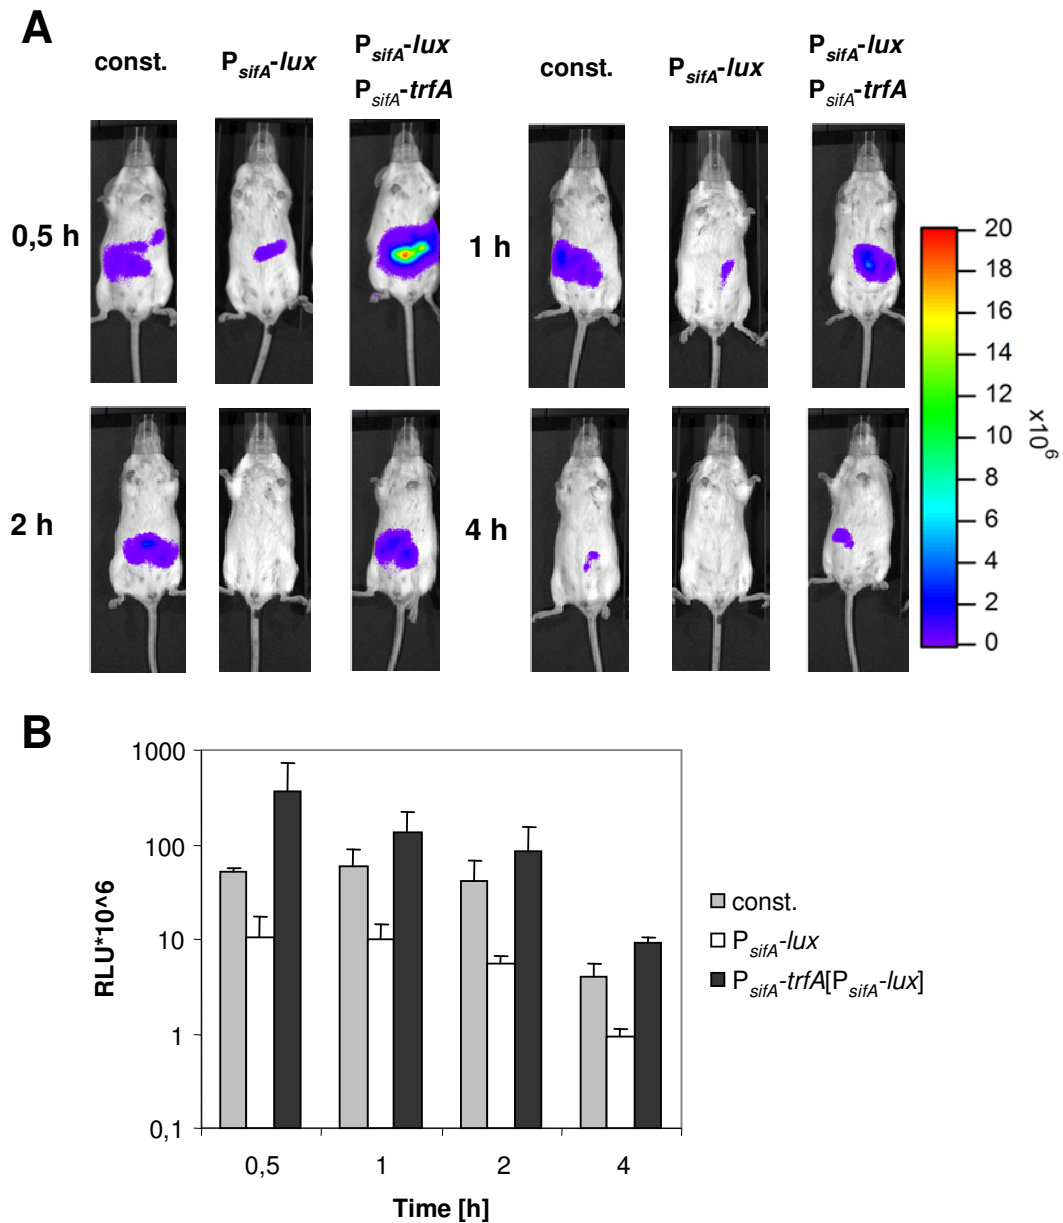 A
const.
PsifA-lux
PsifA-lux
PsifA-trfA
const.
PsifA-lux
PsifA-lux
PsifA-trfA
0,5 h
1 h
2 h
4 h
20
18
16
14
12
10
8
6
4
2
0
x10^6
B
1000
100
10
1
0,1
RLU*10^6
0,5
1
2
4
Time [h]
const.
PsifA-lux
PsifA-trfA[PsifA-lux]